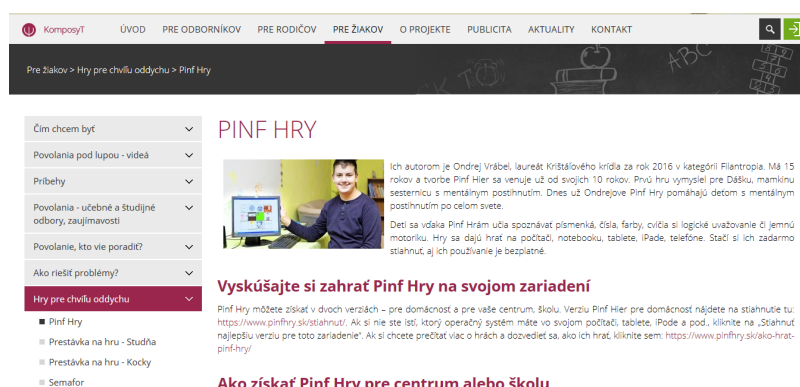 KomposyT
ÚVOD PRE ODBORNÍKOV PRE RODIČOV PRE ŽIAKOV O PROJEKTE PUBLICITA AKTUALITY KONTAKT
Pre žiakov > Hry pre chvíľu oddychu > Pinf Hry
Čím chcem byť
Povolania pod lupou - videá
Príbehy
Povolania - učebné a študijné
odbory, zaujímavosti
Povolanie, kto vie poradiť?
Ako riešiť problémy?
Hry pre chvíľu oddychu
Pinf Hry
Prestávka na hru - Studňa
Prestávka na hru - Kocky
Semafor
PINF HRY
Ich autorom je Ondrej Vrábel, laureát Krištáľového krídla za rok 2016 v kategórii Filantropia. Má 15
rokov a tvorbe Pinf Hier sa venuje už od svojich 10 rokov. Prvú hru vymyslel pre Dášku, mamkinu
sesternicu s mentálnym postihnutím. Dnes už Ondrejove Pinf Hry pomáhajú deťom s mentálnym
postihnutím po celom svete.
Deti sa vďaka Pinf Hrám učia spoznávať písmenká, čísla, farby, cvičia si logické uvažovanie či jemnú
motoriku. Hry sa dajú hrať na počítači, notebooku, tablete, iPade, telefóne. Stačí si ich zadarmo
stiahnuť, aj ich používanie je bezplatné.
Vyskúšajte si zahrať Pinf Hry na svojom zariadení
Pinf Hry môžete získať v dvoch verziách – pre domácnosť a pre vaše centrum, školu. Verziu Pinf Hier pre domácnosť nájdete na stiahnutie tu:
https://www.pinfhry.sk/stiahnut/. Ak si nie ste istí, ktorý operačný systém máte vo svojom počítači, tablete, iPode a pod., kliknite na „Stiahnuť
najlepšiu verziu pre toto zariadenie". Ak si chcete prečítať viac o hrách a dozvedieť sa, ako ich hrať, kliknite sem: https://www.pinfhry.sk/ako-hrat-
pinf-hry/
Ako získať Pinf Hry pre centrum alebo školu